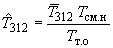 T̂₃₁₂ = T̅₃₁₂ Tсм.н / Tт.о